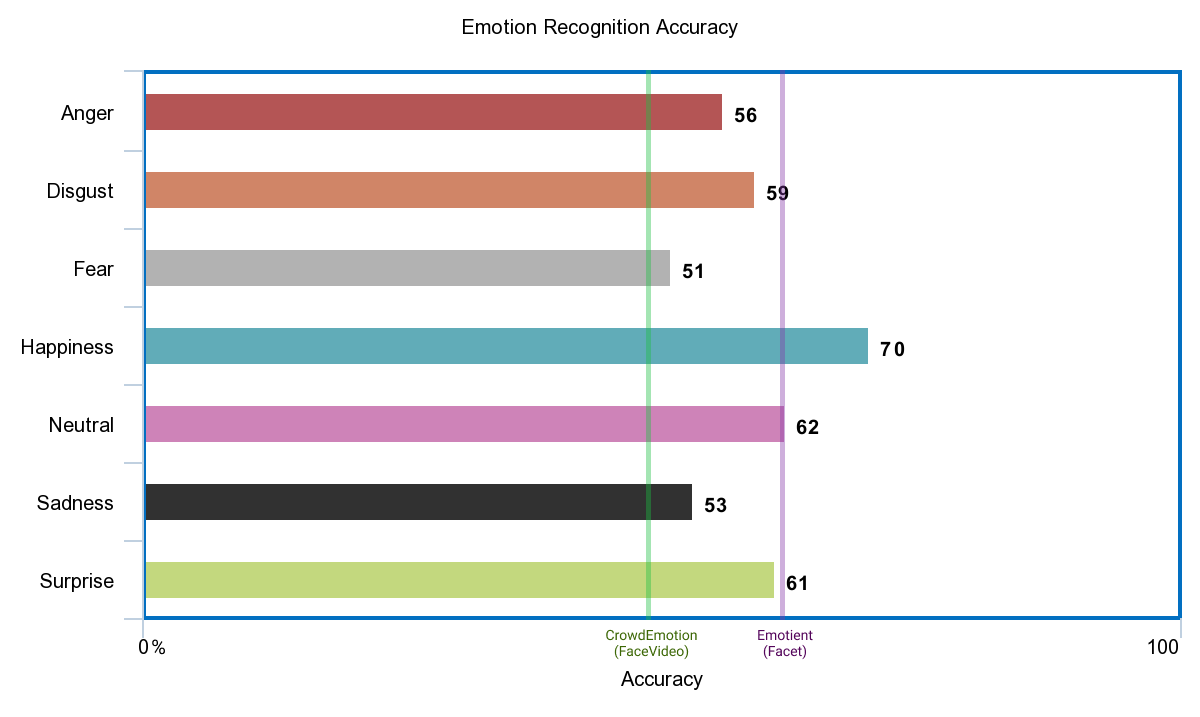 Emotion Recognition Accuracy
Anger
56
Disgust
59
Fear
51
Happiness
70
Neutral
62
Sadness
53
Surprise
61
0%
CrowdEmotion
(FaceVideo)
Emotient
(Facet)
100
Accuracy